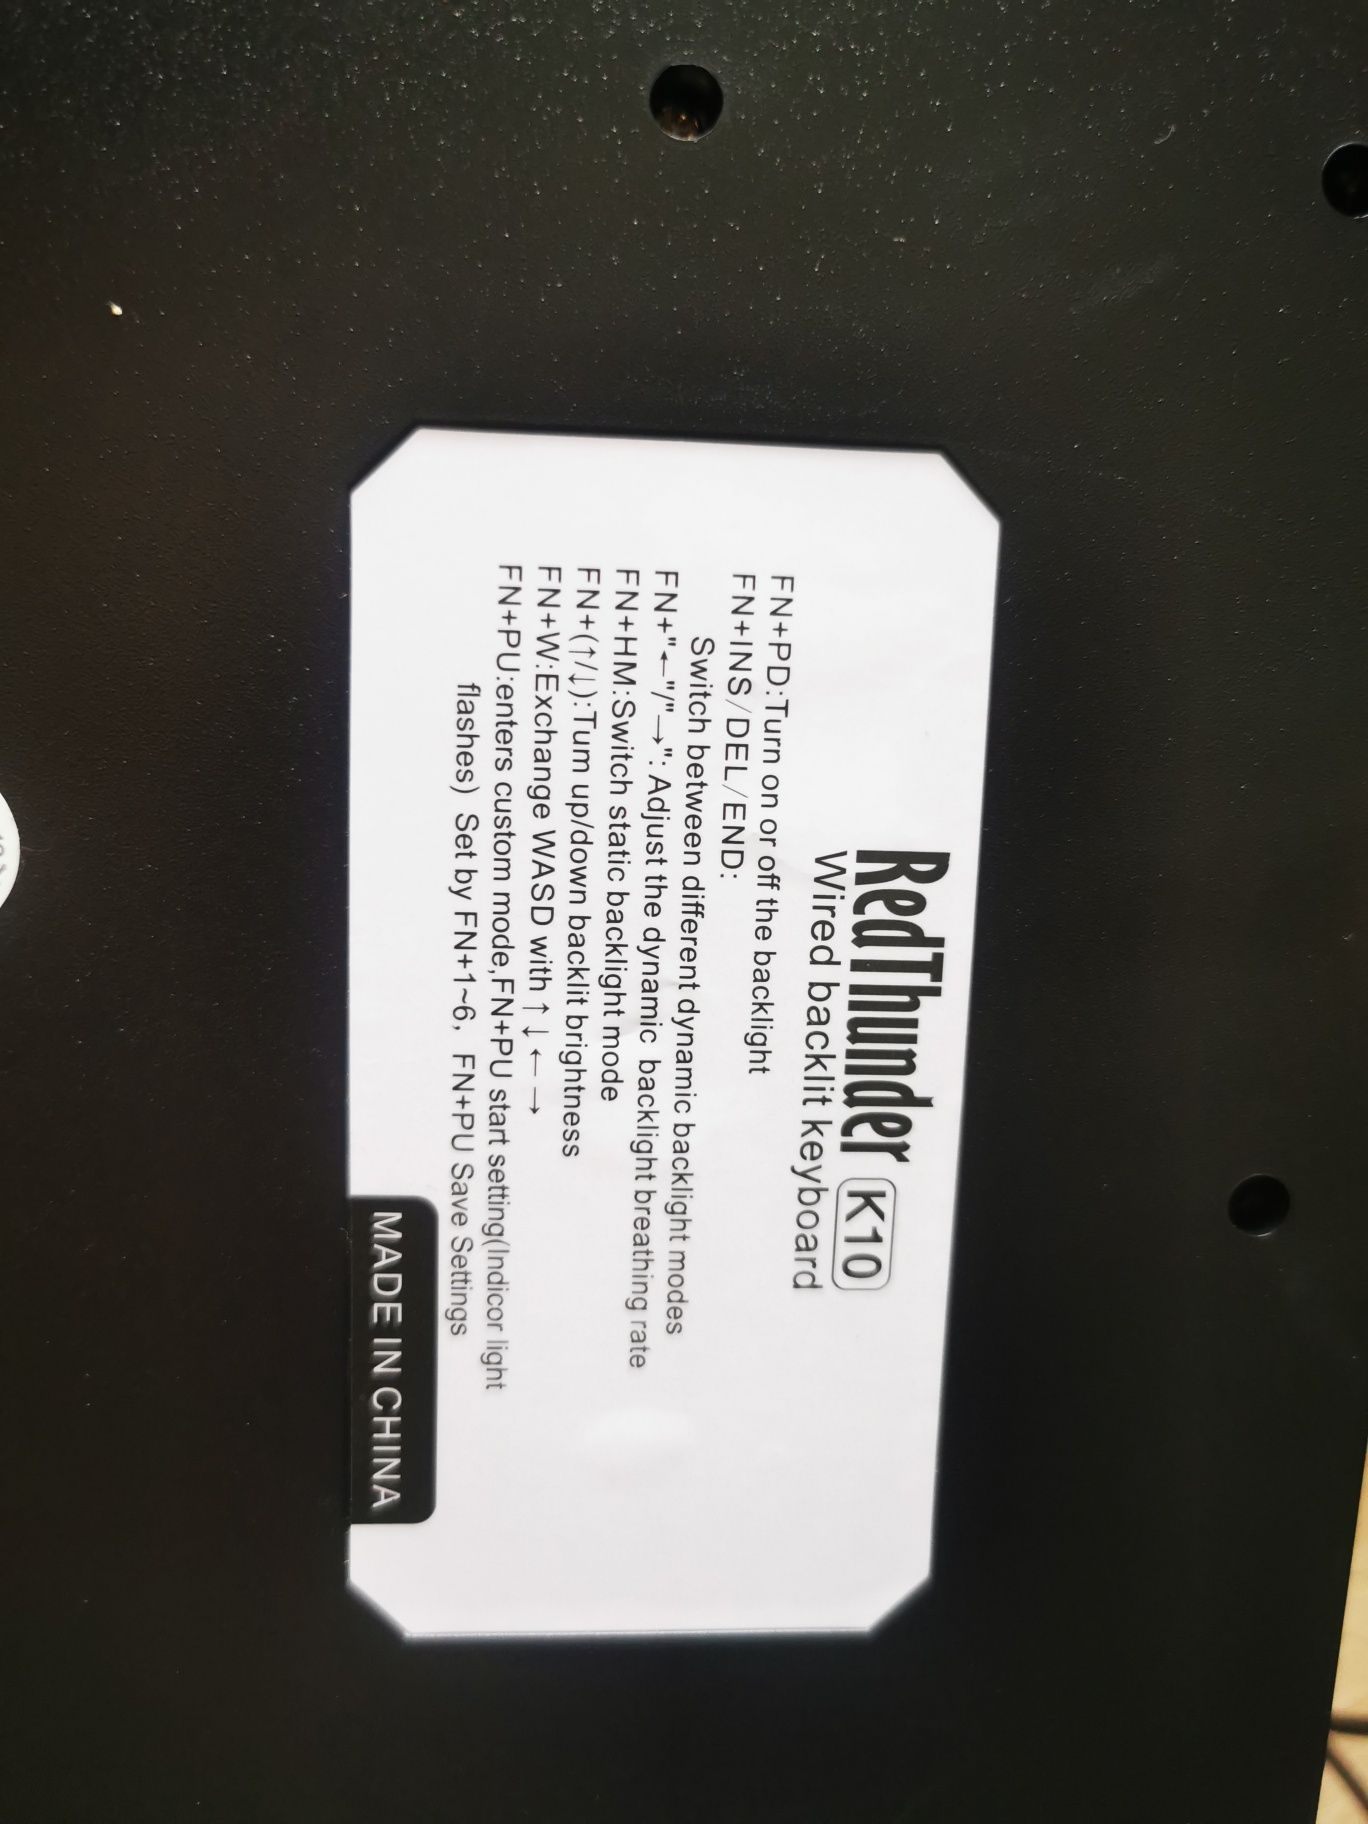 RedThunder K10
Wired backlit keyboard
FN+PD:Turn on or off the backlight
FN+INS/DEL/END:
Switch between different dynamic backlight modes
FN+"←"/"→": Adjust the dynamic backlight breathing rate
FN+HM:Switch static backlight mode
FN+(↑/↓):Tum up/down backlit brightness
FN+W:Exchange WASD with ↑ ↓ ← →
FN+PU:enters custom mode,FN+PU start setting(Indicor light
flashes) Set by FN+1~6, FN+PU Save Settings
MADE IN CHINA